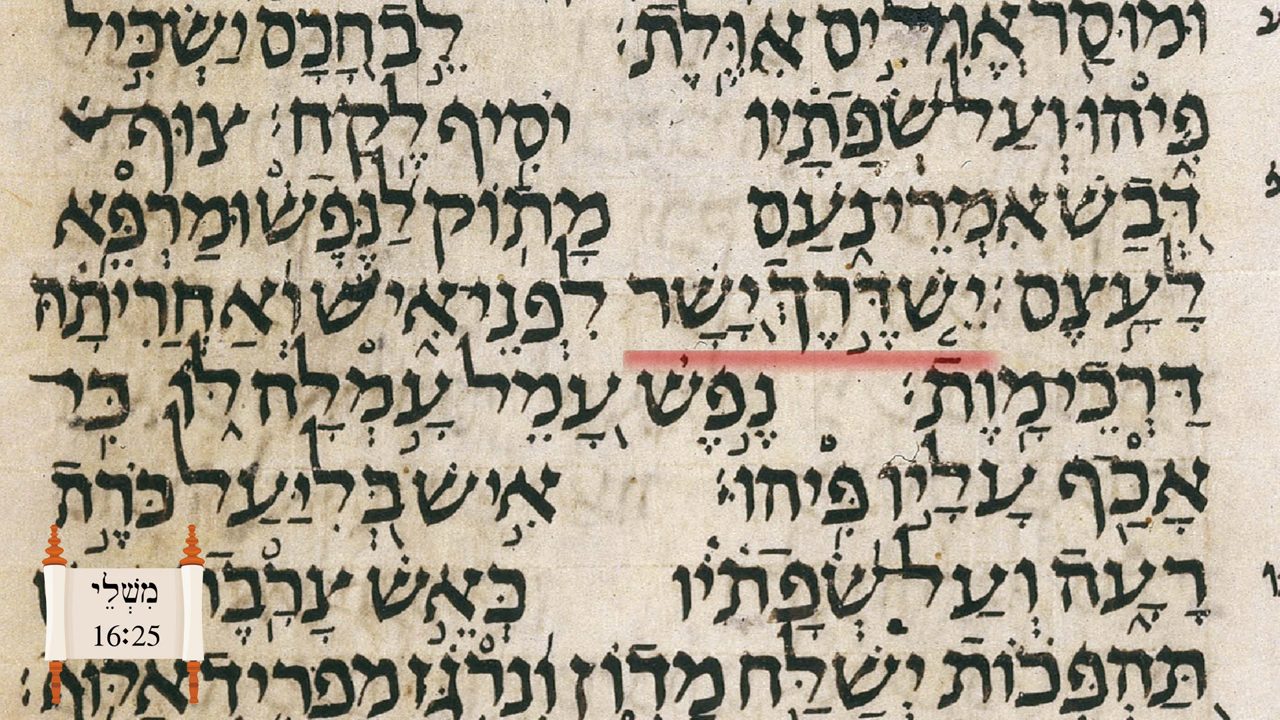 וּמוּסַר אֱוִלִים אִוֶּלֶת׃ לֵב חָכָם יַשְׂכִּיל
פִּיהוּ וְעַל שְׂפָתָיו יֹסִיף לֶקַח׃ צוּף
דְּבַשׁ אִמְרֵי נֹעַם מָתוֹק לַנֶּפֶשׁ וּמַרְפֵּא
לָעָצֶם׃ יֵשׁ דֶּרֶךְ יָשָׁר לִפְנֵי אִישׁ וְאַחֲרִיתָהּ
דַּרְכֵי מָוֶת׃ נֶפֶשׁ עָמֵל עָמְלָה לּוֹ כִּי
אָכַף עָלָיו פִּיהוּ׃ אִישׁ בְּלִיַּעַל כֹּרֶה
רָעָה וְעַל שְׂפָתָיו כְּאֵשׁ
תַּהְפֻּכוֹת יְשַׁלַּח מָדוֹן וְנִרְגָּן מַפְרִיד אַלּוּף׃
מִשְׁלֵי
16:25